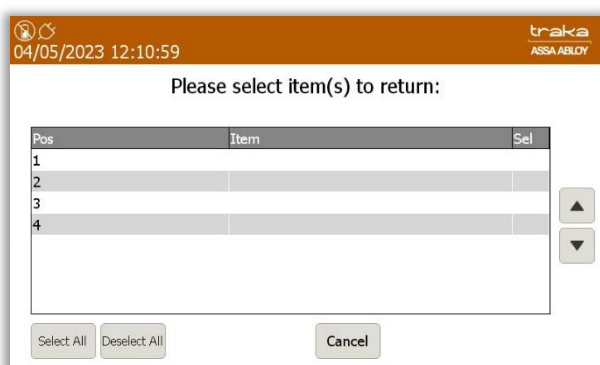 04/05/2023 12:10:59
traka
ASSA ABLOY
Please select item(s) to return:
Pos Item Sel
1
2
3
4
Select All Deselect All Cancel